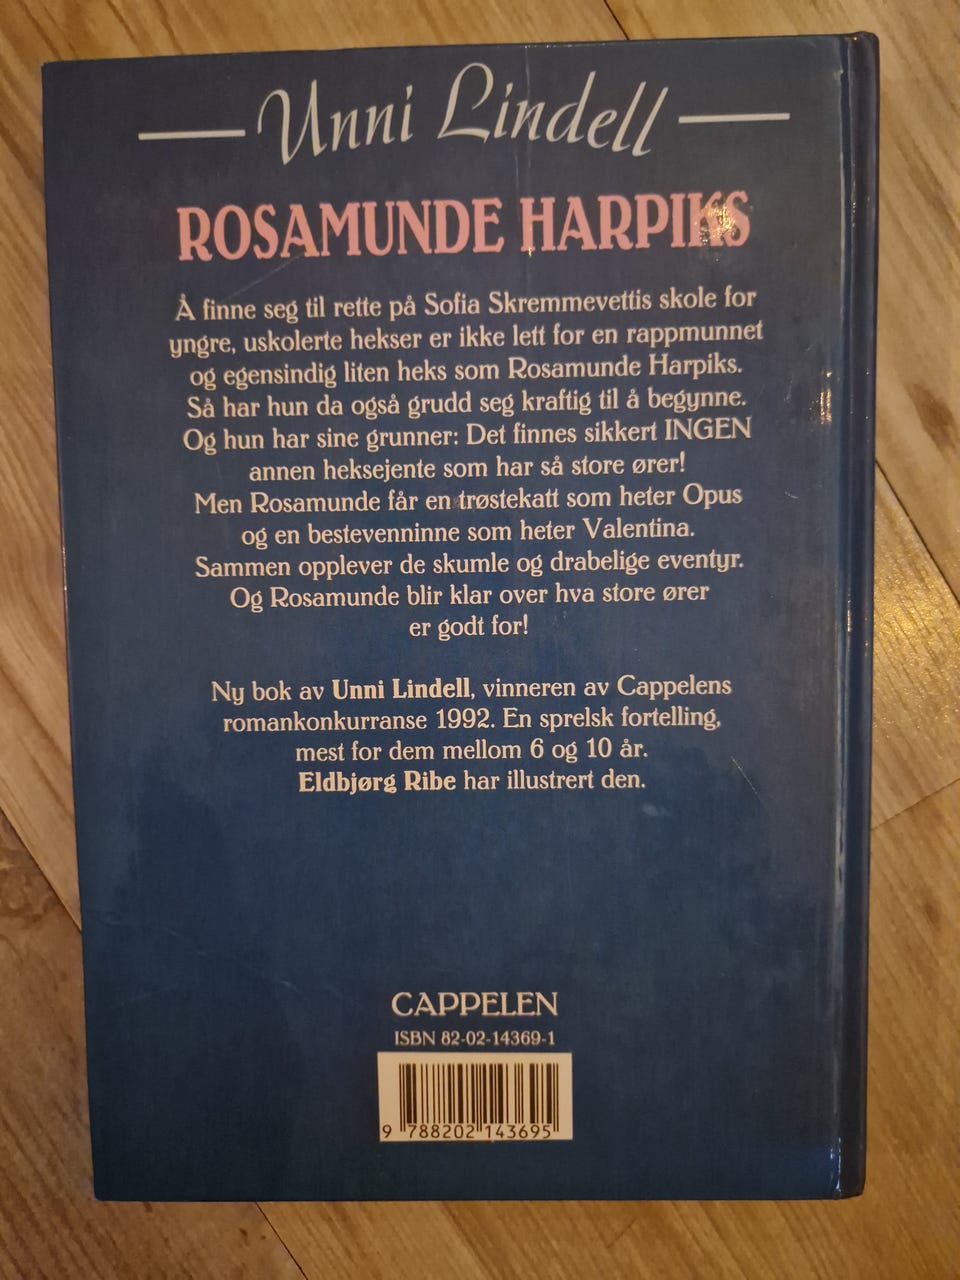 Unni Lindell
ROSAMUNDE HARPIKS
Å finne seg til rette på Sofia Skremmevettis skole for
yngre, uskolerte hekser er ikke lett for en rappmunnet
og egensindig liten heks som Rosamunde Harpiks.
Så har hun da også grudd seg kraftig til å begynne.
Og hun har sine grunner: Det finnes sikkert INGEN
annen heksejente som har så store ører!
Men Rosamunde får en trøstekatt som heter Opus
og en bestevenninne som heter Valentina.
Sammen opplever de skumle og drabelige eventyr.
Og Rosamunde blir klar over hva store ører
er godt for!
Ny bok av Unni Lindell, vinneren av Cappelens
romankonkurranse 1992. En sprelsk fortelling,
mest for dem mellom 6 og 10 år.
Eldbjørg Ribe har illustrert den.
CAPPELEN
ISBN 82-02-14369-1
9 788202 143695